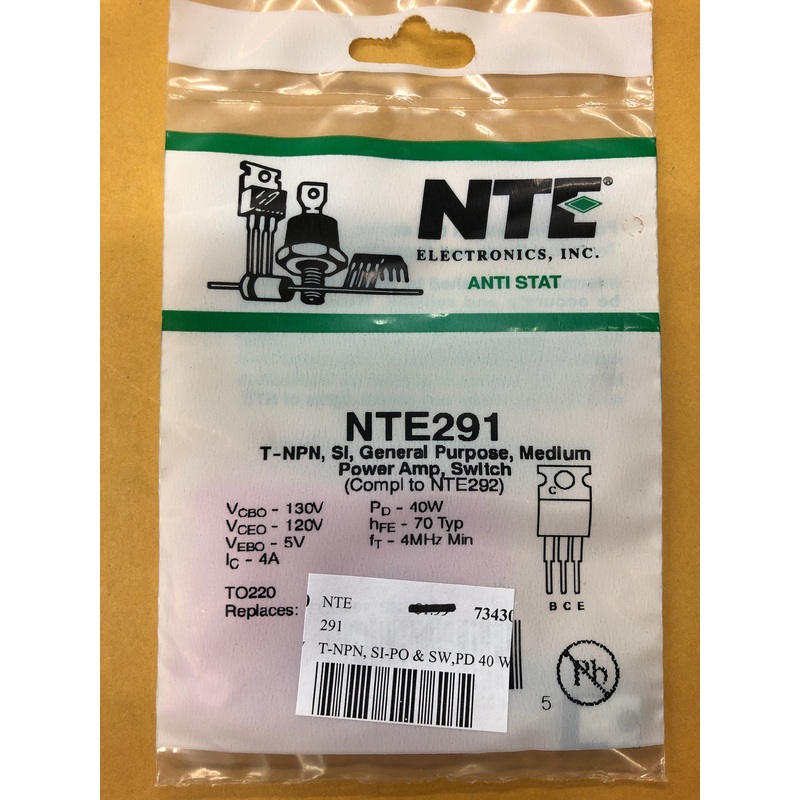 NTE®
ELECTRONICS, INC.
ANTI STAT
NTE291
T-NPN, SI, General Purpose, Medium
Power Amp, Switch
(Compl to NTE292)
VCBO - 130V
VCEO - 120V
VEBO - 5V
IC - 4A
PD - 40W
hFE - 70 Typ
fT - 4MHz Min
C
B C E
TO220
Replaces:
NTE
73430
291
T-NPN, SI-PO & SW,PD 40 W
Pb
5